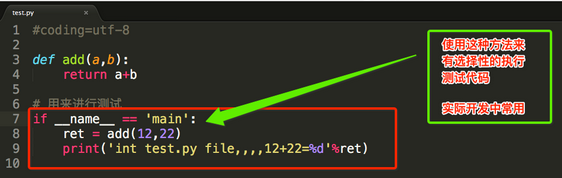 test.py
1 #coding=utf-8
2
3 def add(a,b):
4     return a+b
5
6 # 用来进行测试
7 if __name__ == 'main':
8     ret = add(12,22)
9     print('int test.py file,,,,12+22=%d'%ret)
10
使用这种方法来
有选择性的执行
测试代码
实际开发中常用